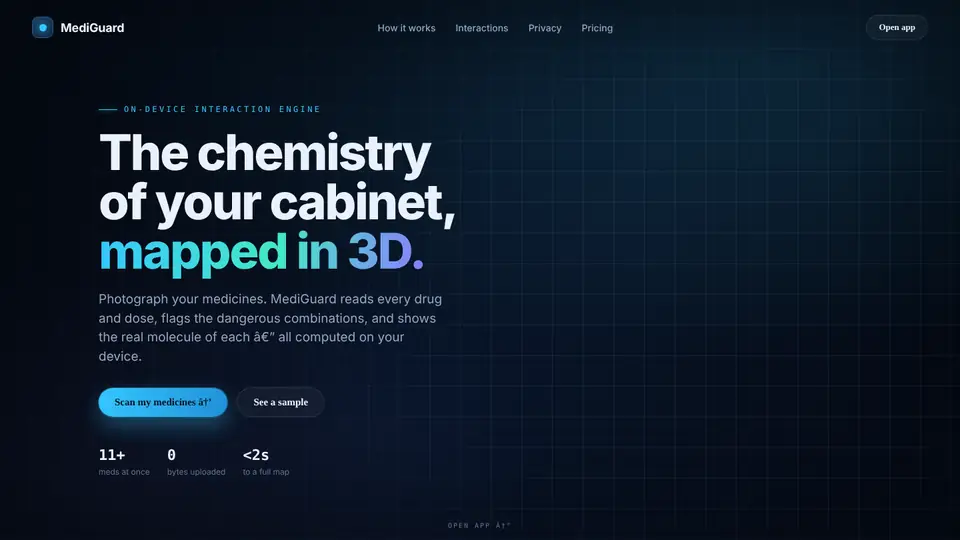 MediGuard
How it works
Interactions
Privacy
Pricing
Open app
ON-DEVICE INTERACTION ENGINE
The chemistry
of your cabinet,
mapped in 3D.
Photograph your medicines. MediGuard reads every drug
and dose, flags the dangerous combinations, and shows
the real molecule of each â€” all computed on your
device.
Scan my medicines â†’
See a sample
11+
meds at once
0
bytes uploaded
<2s
to a full map
OPEN APP Â†“